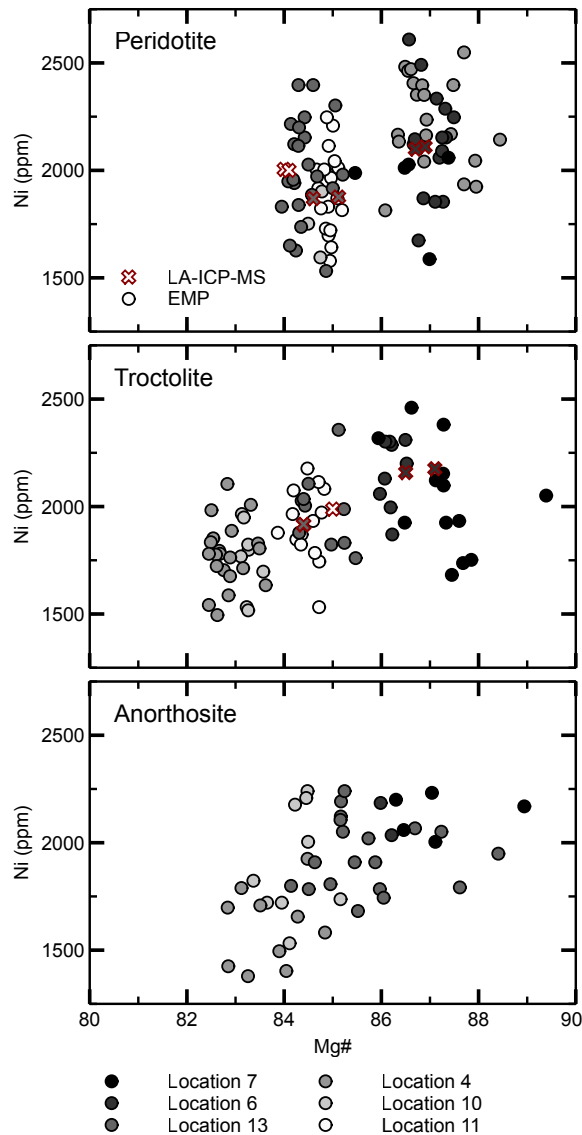 Peridotite
2500
2000
1500
Ni (ppm)
LA-ICP-MS
EMP
Troctolite
2500
2000
1500
Ni (ppm)
Anorthosite
2500
2000
1500
Ni (ppm)
80 82 84 86 88 90
Mg#
Location 7 Location 4
Location 6 Location 10
Location 13 Location 11